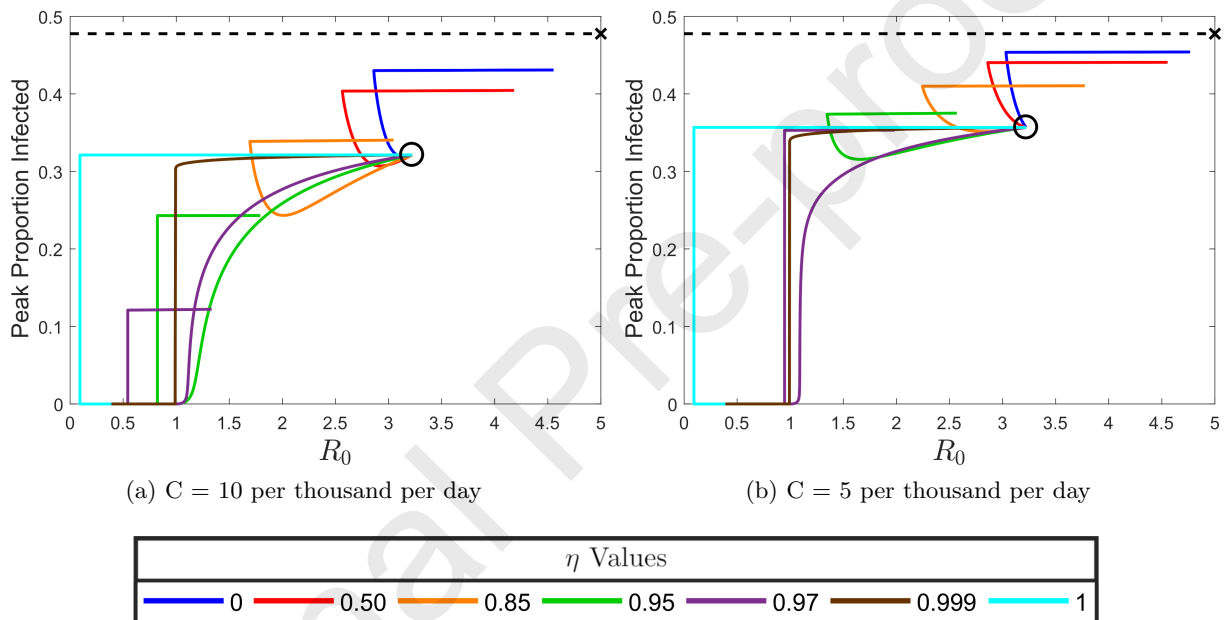 0.5
0.4
0.3
0.2
0.1
0
Peak Proportion Infected
0 0.5 1 1.5 2 2.5 3 3.5 4 4.5 5
R0
(a) C = 10 per thousand per day
0.5
0.4
0.3
0.2
0.1
0
Peak Proportion Infected
0 0.5 1 1.5 2 2.5 3 3.5 4 4.5 5
R0
(b) C = 5 per thousand per day
η Values
0 0.50 0.85 0.95 0.97 0.999 1
al Pre-pro